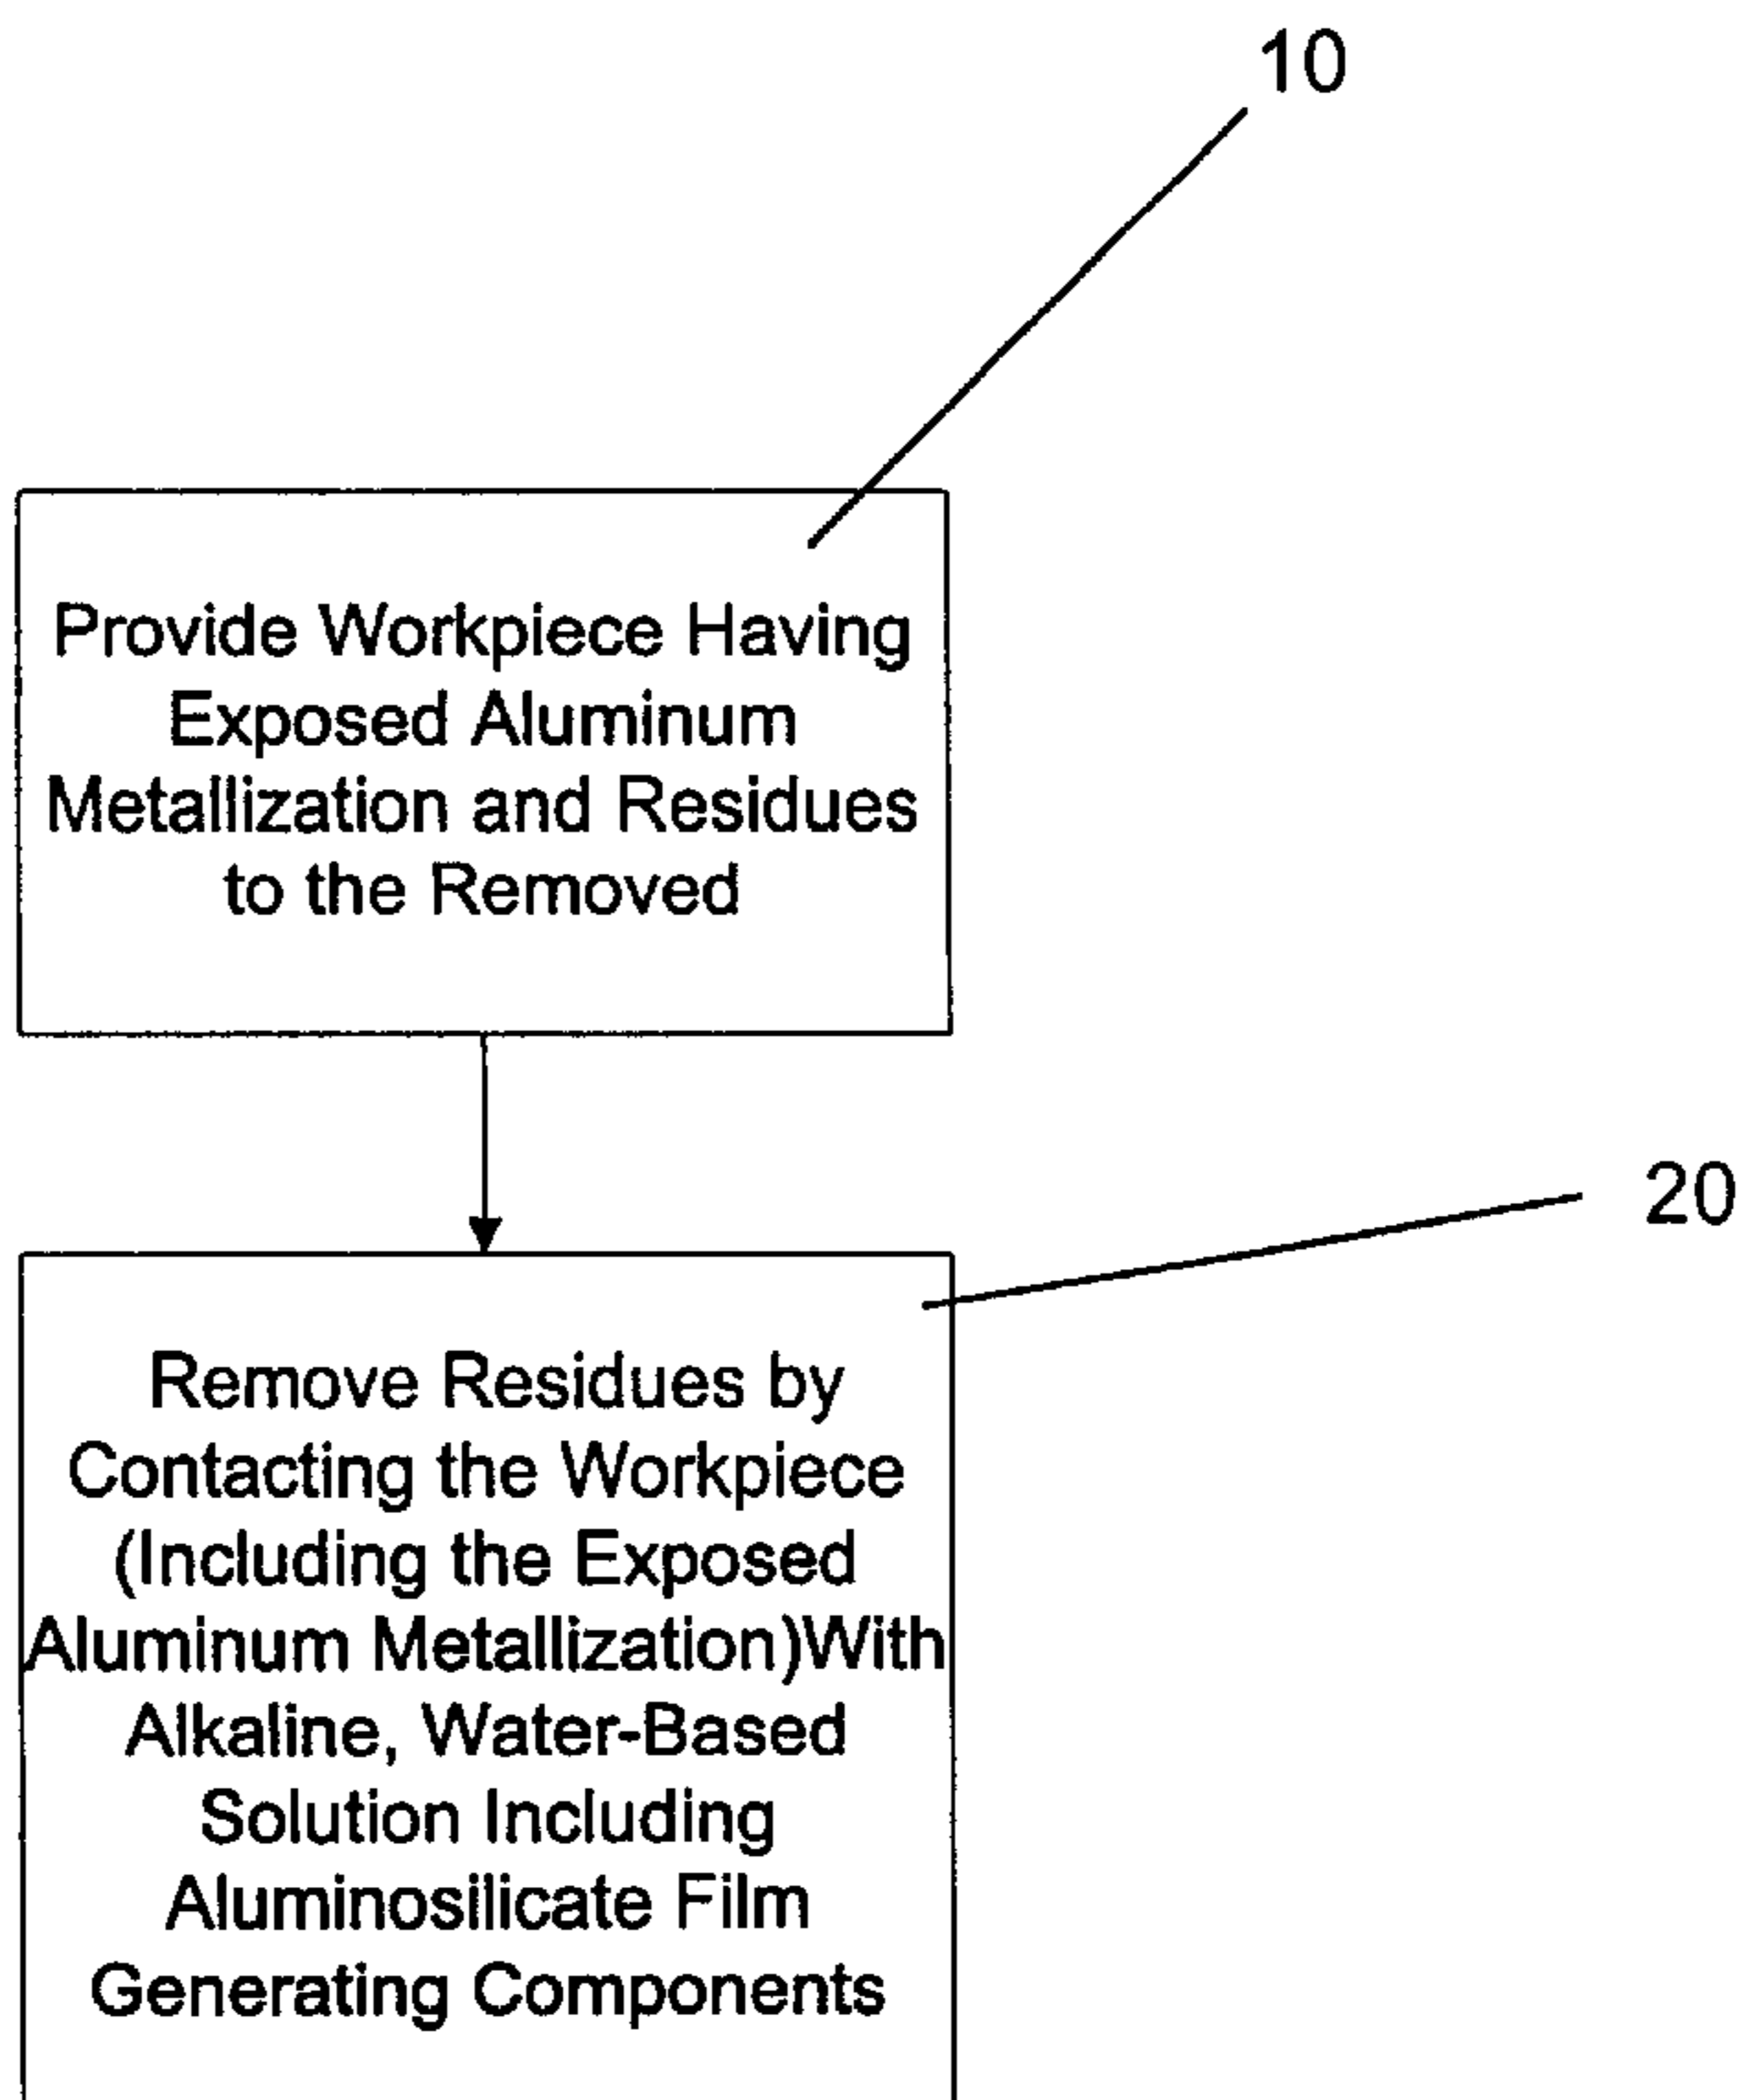 10
Provide Workpiece Having
Exposed Aluminum
Metallization and Residues
to the Removed
20
Remove Residues by
Contacting the Workpiece
(Including the Exposed
Aluminum Metallization)With
Alkaline, Water-Based
Solution Including
Aluminosilicate Film
Generating Components